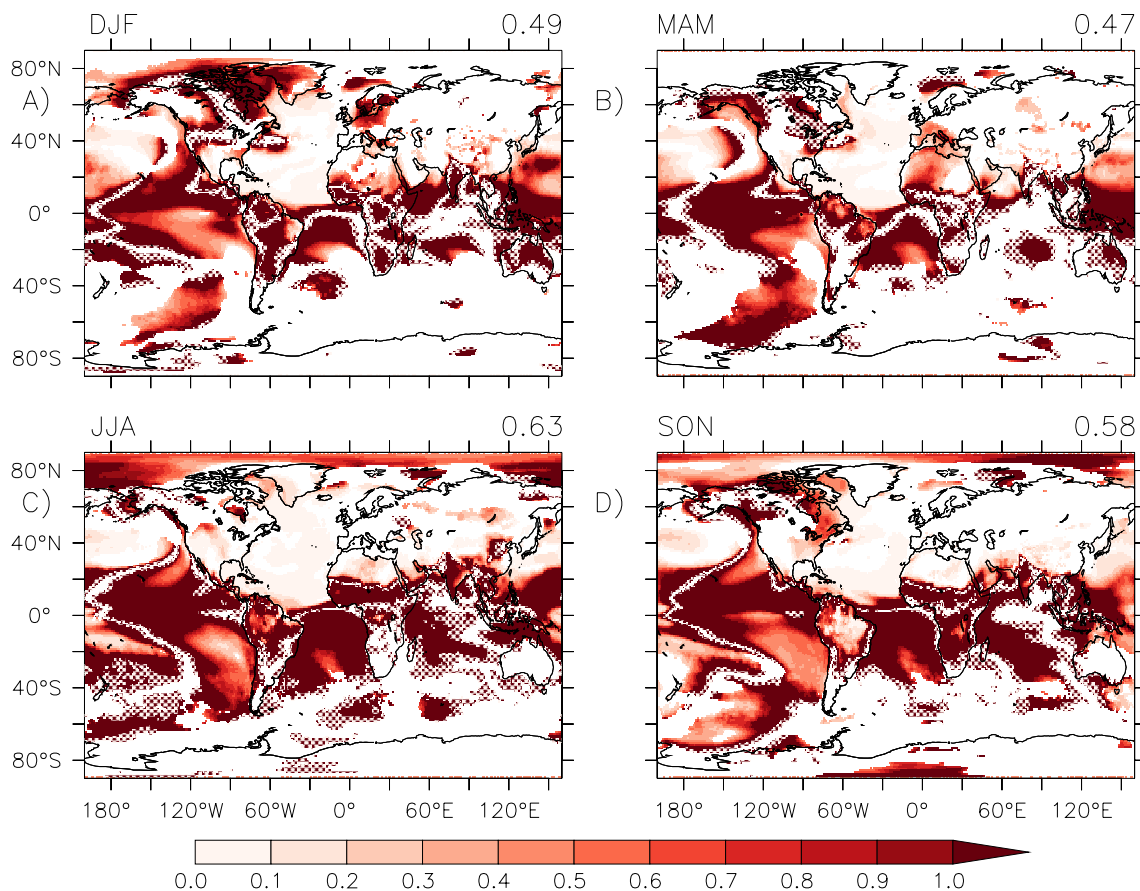 DJF 0.49 MAM 0.47
80°N
A) B)
40°N
0°
40°S
80°S
JJA 0.63 SON 0.58
80°N
C) D)
40°N
0°
40°S
80°S
180° 120°W 60°W 0° 60°E 120°E 180° 120°W 60°W 0° 60°E 120°E
0.0 0.1 0.2 0.3 0.4 0.5 0.6 0.7 0.8 0.9 1.0